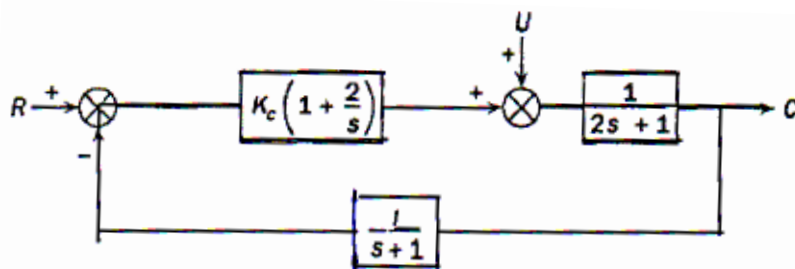 U
+
R + K_c (1 + 2/s) + 1/(2s + 1) C
-
1/(s + 1)